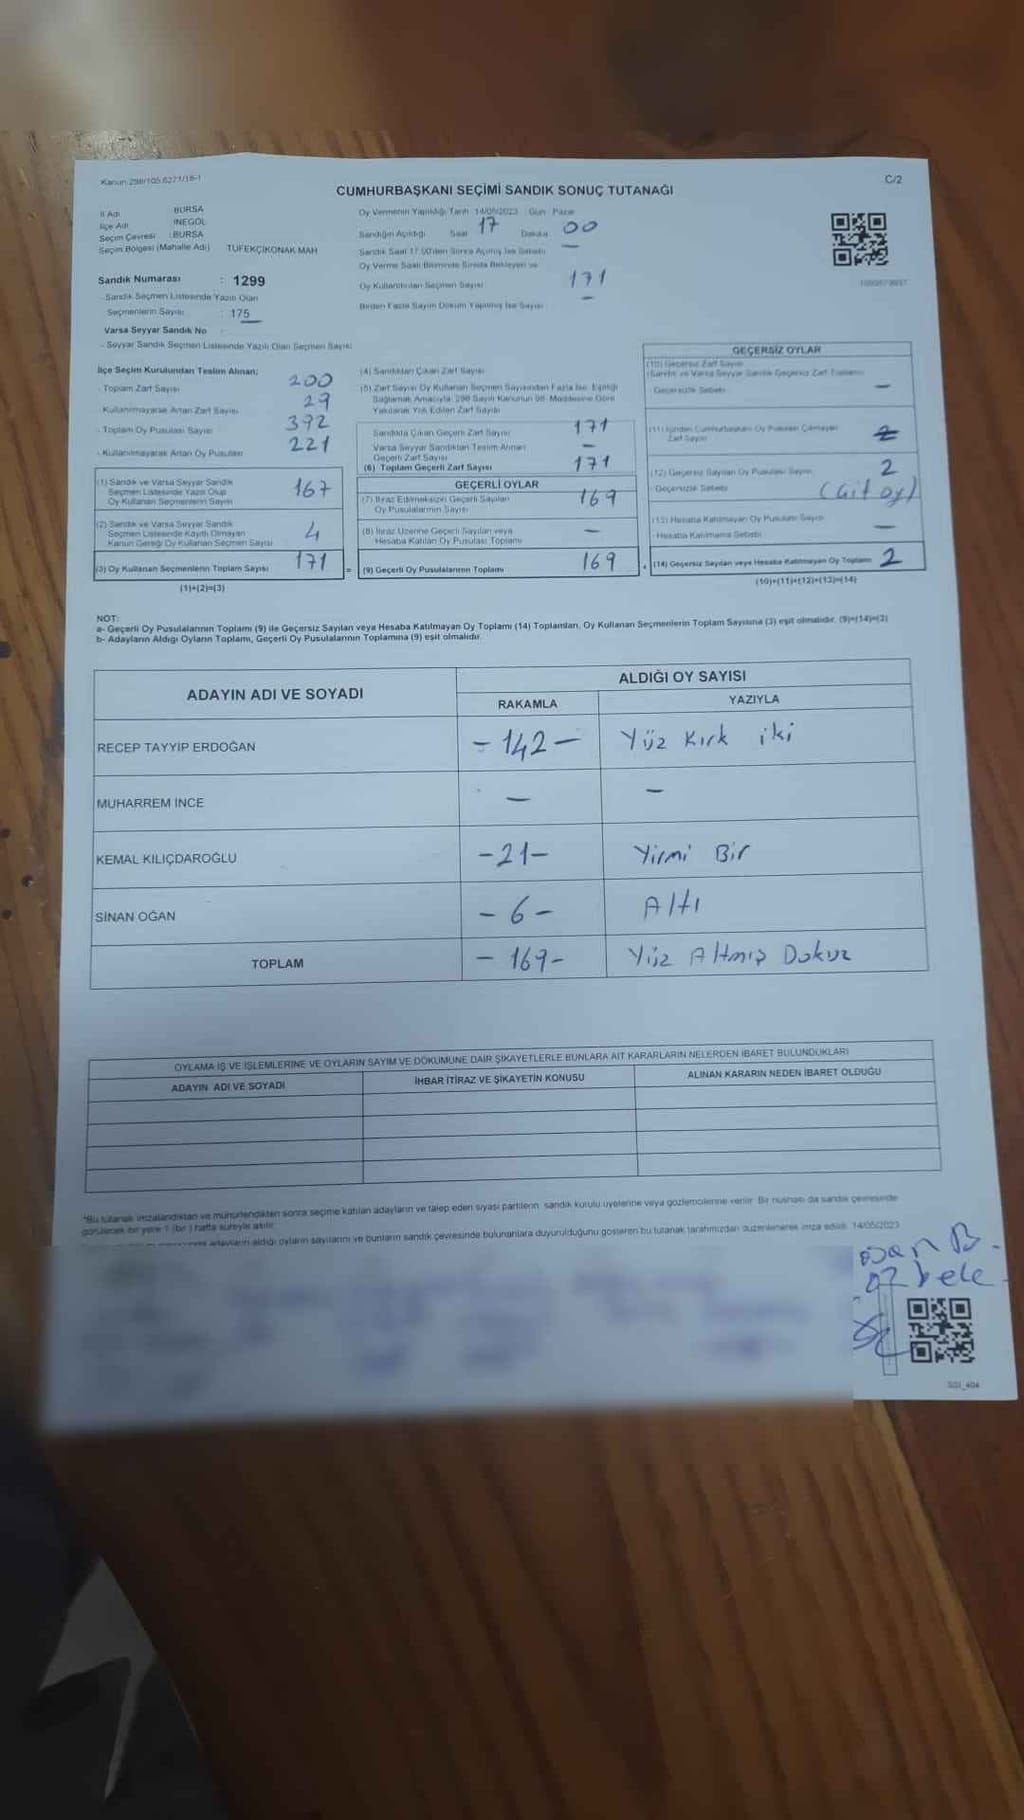 Kanun 298/105
C/2
CUMHURBAŞKANI SEÇİMİ SANDIK SONUÇ TUTANAĞI
İl Adı BURSA
İlçe Adı İNEGÖL
Seçim Çevresi : BURSA
Seçim Bölgesi (Mahalle Adı) TÜFEKÇİKONAK MAH
Oy Vermenin Yapıldığı Tarih 14/05/2023 Gün Pazar
Sandığın Açıldığı Saat 17 Dakika 00
Sandık Saat 17:00'den Sonra Açılmış İse Sebebi —
Oy Verme Saati Bitiminde Sırada Bekleyen ve
Oy Kullandırılan Seçmen Sayısı 171
Birden Fazla Sayım Döküm Yapılmış İse Sayısı —
Sandık Numarası : 1299
- Sandık Seçmen Listesinde Yazılı Olan
Seçmenlerin Sayısı : 175
Varsa Seyyar Sandık No
- Seyyar Sandık Seçmen Listesinde Yazılı Olan Seçmen Sayısı
İlçe Seçim Kurulundan Teslim Alınan;
- Toplam Zarf Sayısı 200
- Kullanılmayarak Artan Zarf Sayısı 29
- Toplam Oy Pusulası Sayısı 392
- Kullanılmayarak Artan Oy Pusulası 221
(1) Sandık ve Varsa Seyyar Sandık
Seçmen Listesinde Yazılı Olup
Oy Kullanan Seçmenlerin Sayısı 167
(2) Sandık ve Varsa Seyyar Sandık
Seçmen Listesinde Kayıtlı Olmayan
Kanun Gereği Oy Kullanan Seçmen Sayısı 4
(3) Oy Kullanan Seçmenlerin Toplam Sayısı 171
(1)+(2)=(3)
(4) Sandıktan Çıkan Zarf Sayısı
(5) Zarf Sayısı Oy Kullanan Seçmen Sayısından Fazla İse, Eşitliği
Sağlamak Amacıyla, 298 Sayılı Kanunun 98. Maddesine Göre
Yakılarak Yok Edilen Zarf Sayısı
Sandıkta Çıkan Geçerli Zarf Sayısı 171
Varsa Seyyar Sandıktan Teslim Alınan
Geçerli Zarf Sayısı —
(6) Toplam Geçerli Zarf Sayısı 171
GEÇERLİ OYLAR
(7) İtiraz Edilmeksizin Geçerli Sayılan
Oy Pusulalarının Sayısı 169
(8) İtiraz Üzerine Geçerli Sayılan veya
Hesaba Katılan Oy Pusulası Toplamı —
= (9) Geçerli Oy Pusulalarının Toplamı 169
GEÇERSİZ OYLAR
(10) Geçersiz Zarf Sayısı
(Sandık ve Varsa Seyyar Sandık Geçersiz Zarf Toplamı)
- Geçersizlik Sebebi —
(11) İçinden Cumhurbaşkanı Oy Pusulası Çıkmayan
Zarf Sayısı
(12) Geçersiz Sayılan Oy Pusulası Sayısı 2
- Geçersizlik Sebebi
(13) Hesaba Katılmayan Oy Pusulası Sayısı —
- Hesaba Katılmama Sebebi
+ (14) Geçersiz Sayılan veya Hesaba Katılmayan Oy Toplamı 2
(10)+(11)+(12)+(13)=(14)
NOT:
a- Geçerli Oy Pusulalarının Toplamı (9) ile Geçersiz Sayılan veya Hesaba Katılmayan Oy Toplamı (14) Toplamları, Oy Kullanan Seçmenlerin Toplam Sayısına (3) eşit olmalıdır. (9)+(14)=(3)
b- Adayların Aldığı Oyların Toplamı, Geçerli Oy Pusulalarının Toplamına (9) eşit olmalıdır.
ADAYIN ADI VE SOYADI
ALDIĞI OY SAYISI
RAKAMLA YAZIYLA
RECEP TAYYİP ERDOĞAN - 142 - Yüz Kırk iki
MUHARREM İNCE — —
KEMAL KILIÇDAROĞLU -21- Yirmi Bir
SİNAN OĞAN - 6 - Altı
TOPLAM - 169- Yüz Altmış Dokuz
OYLAMA İŞ VE İŞLEMLERİNE VE OYLARIN SAYIM VE DÖKÜMÜNE DAİR ŞİKAYETLERLE BUNLARA AİT KARARLARIN NELERDEN İBARET BULUNDUKLARI
ADAYIN ADI VE SOYADI İHBAR İTİRAZ VE ŞİKAYETİN KONUSU ALINAN KARARIN NEDEN İBARET OLDUĞU
*Bu tutanak imzalandıktan ve mühürlendikten sonra seçime katılan adayların ve talep eden siyasi partilerin sandık kurulu üyelerine veya gözlemcilerine verilir. Bir nüshası da sandık çevresinde
görülecek bir yere 1 (bir) hafta süreyle asılır.
adayların aldığı oyların sayılarını ve bunların sandık çevresinde bulunanlara duyurulduğunu gösteren bu tutanak tarafımızdan düzenlenerek imza edildi. 14/05/2023